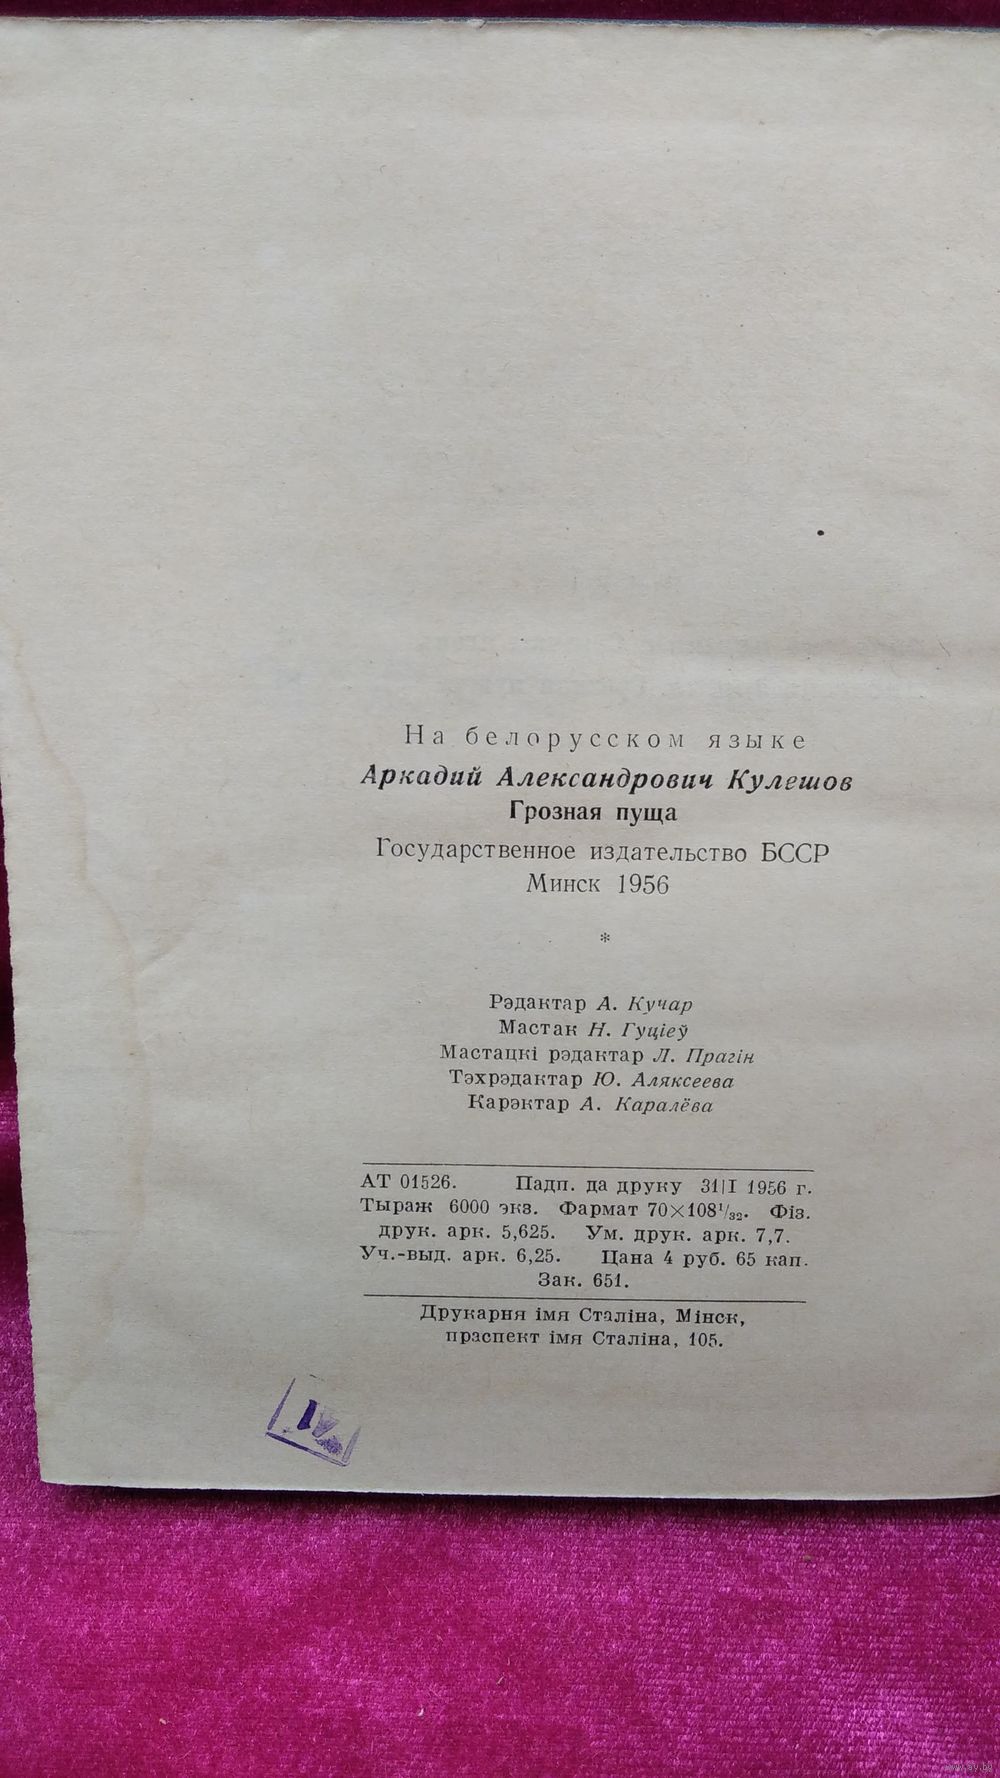 На белорусском языке
Аркадий Александрович Кулешов
Грозная пуща
Государственное издательство БССР
Минск 1956
*
Рэдактар А. Кучар
Мастак Н. Гуціеў
Мастацкі рэдактар Л. Прагін
Тэхрэдактар Ю. Аляксеева
Карэктар А. Каралёва
АТ 01526. Падп. да друку 31|I 1956 г.
Тыраж 6000 экз. Фармат 70×108¹/₃₂. Фіз.
друк. арк. 5,625. Ум. друк. арк. 7,7.
Уч.-выд. арк. 6,25. Цана 4 руб. 65 кап.
Зак. 651.
Друкарня імя Сталіна, Мінск,
праспект імя Сталіна, 105.
www.ay.by